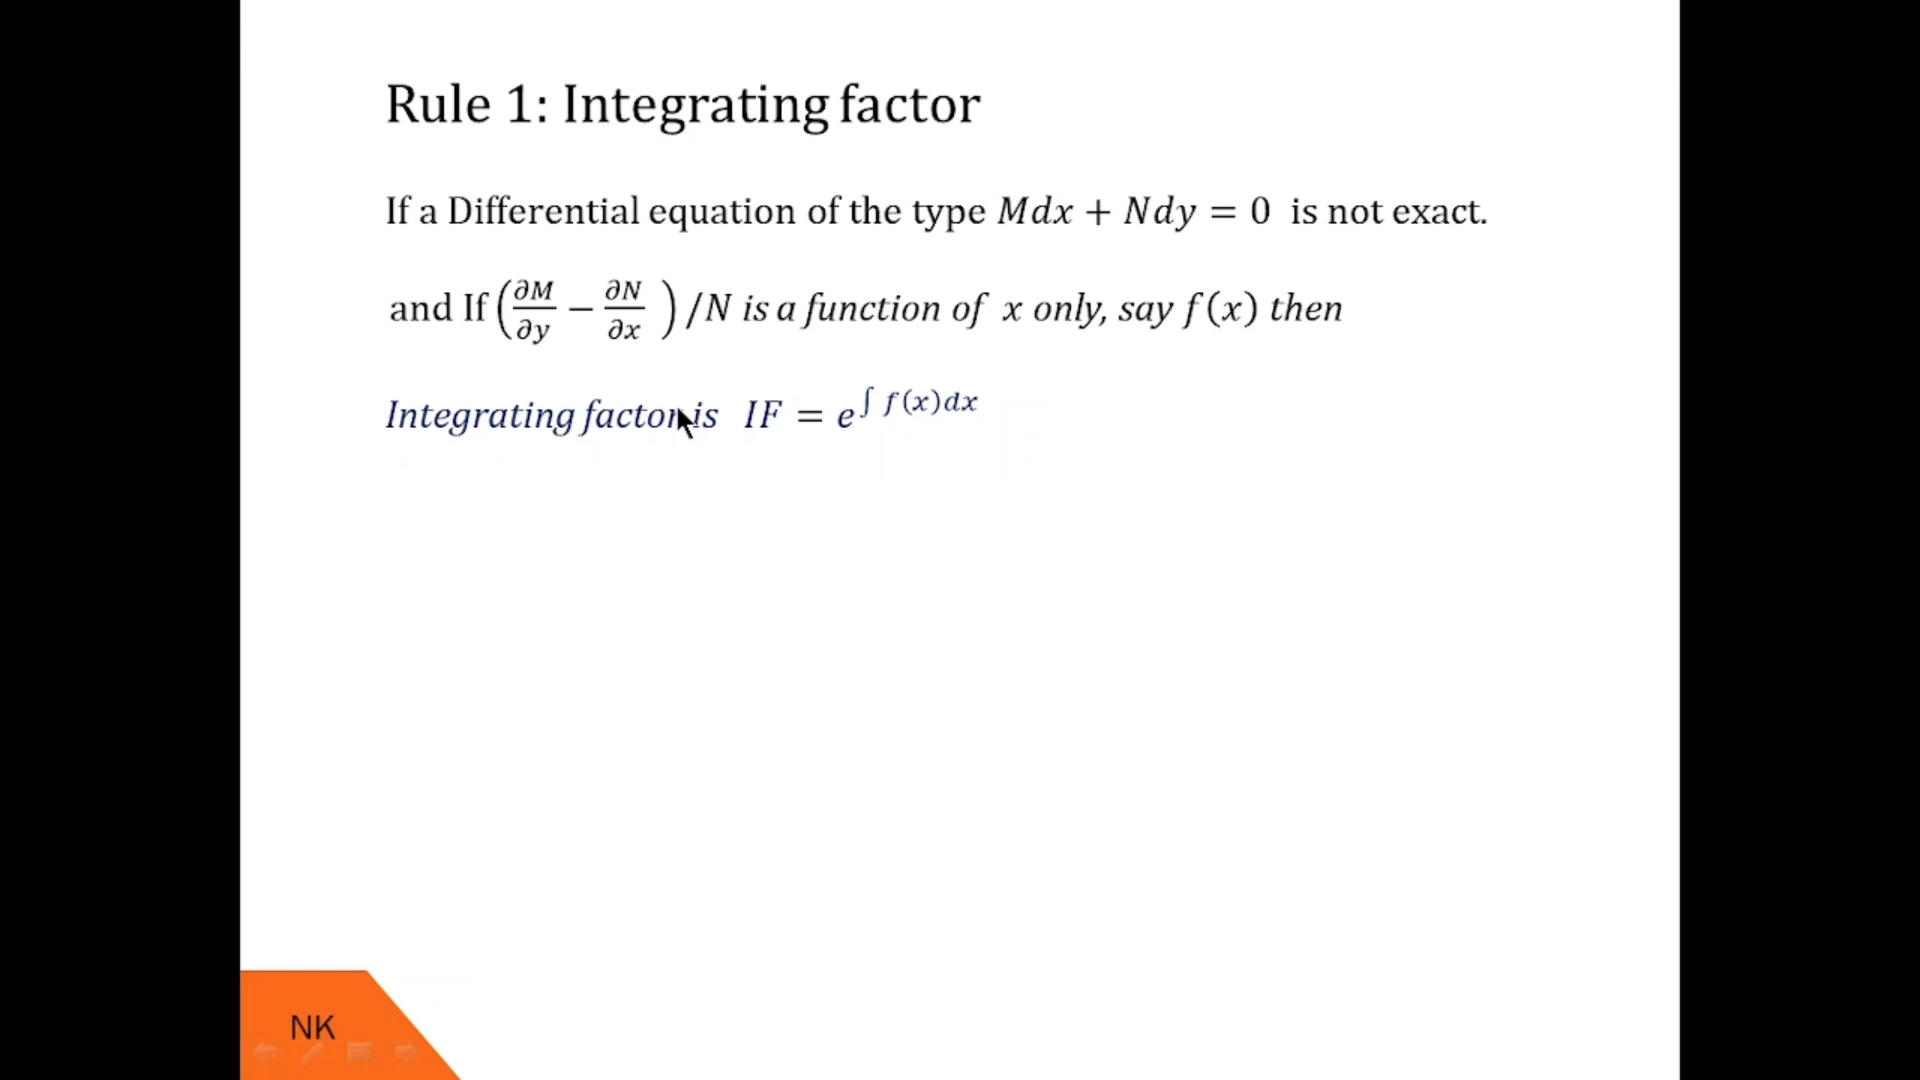 Rule 1: Integrating factor
If a Differential equation of the type Mdx + Ndy = 0 is not exact.
and If (∂M/∂y − ∂N/∂x)/N is a function of x only, say f(x) then
Integrating factor is IF = e^∫ f(x)dx
NK